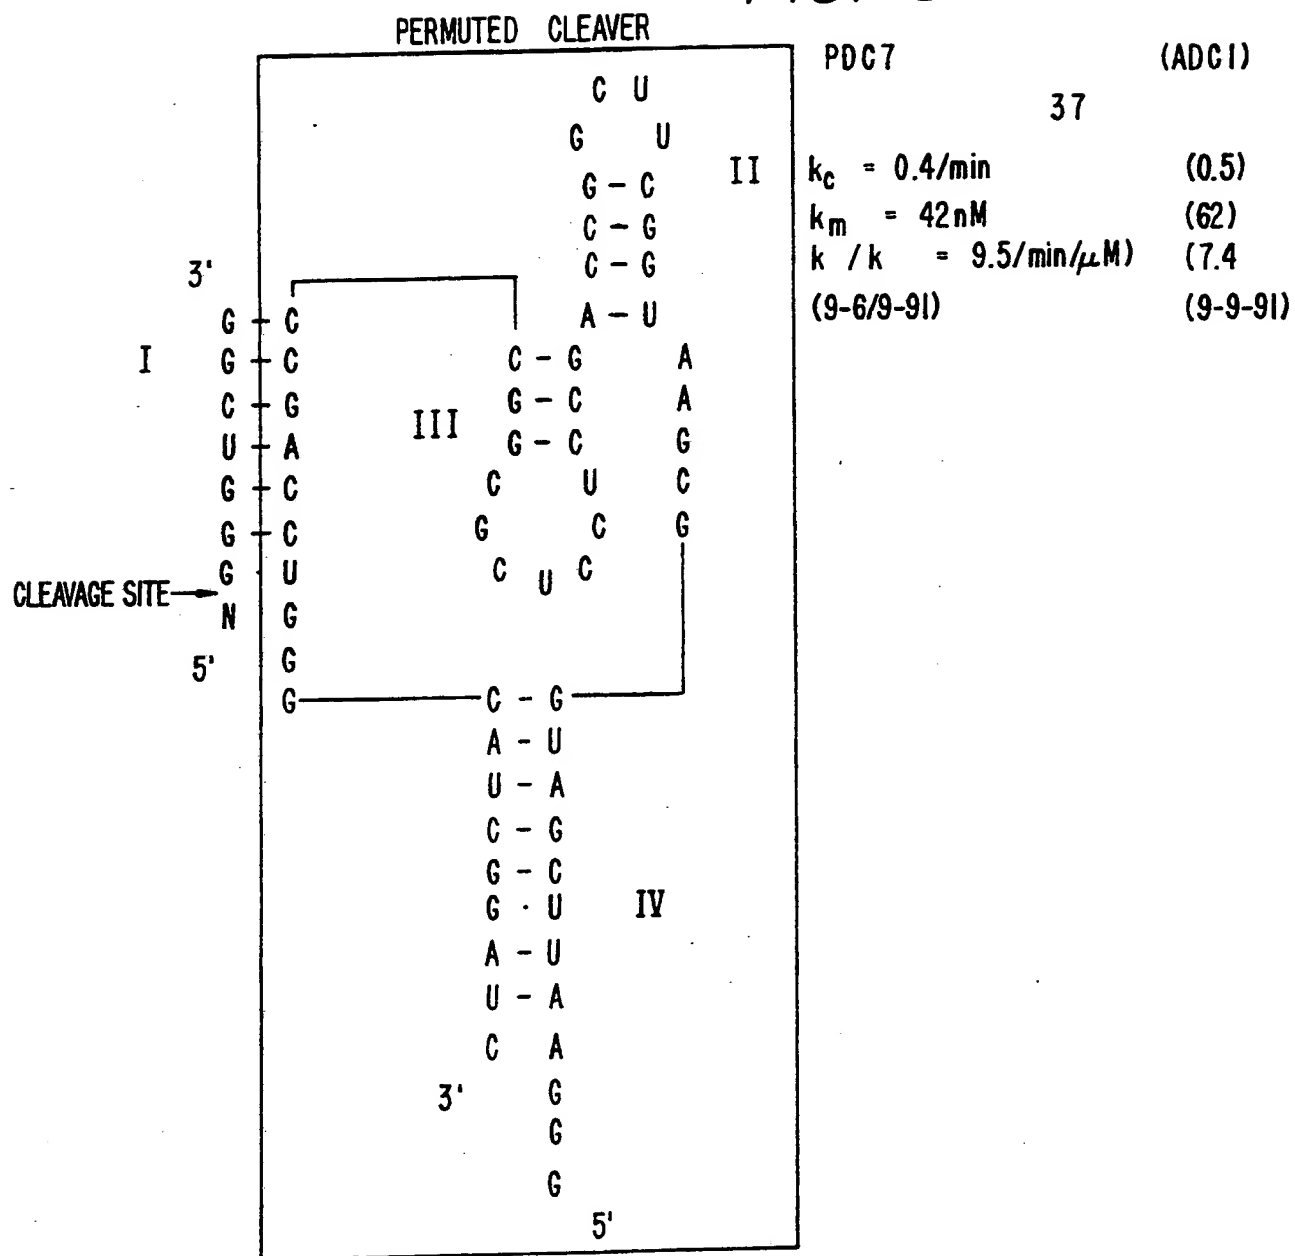 PERMUTED CLEAVER
PDC7 (ADC1)
37
C U
G U
II
G - C
kc = 0.4/min (0.5)
C - G
km = 42nM (62)
C - G
k / k = 9.5/min/μM) (7.4
3'
(9-6/9-91) (9-9-91)
G - C
A - U
I
G - C
C - G
A
C - G
III
G - C
A
U - A
G - C
G
G - C
C U
C
G - C
G C
G
G · U
C U C
CLEAVAGE SITE
N G
5'
G
G
C - G
A - U
U - A
C - G
G - C
G · U
IV
A - U
U - A
C A
3'
G
G
G
5'